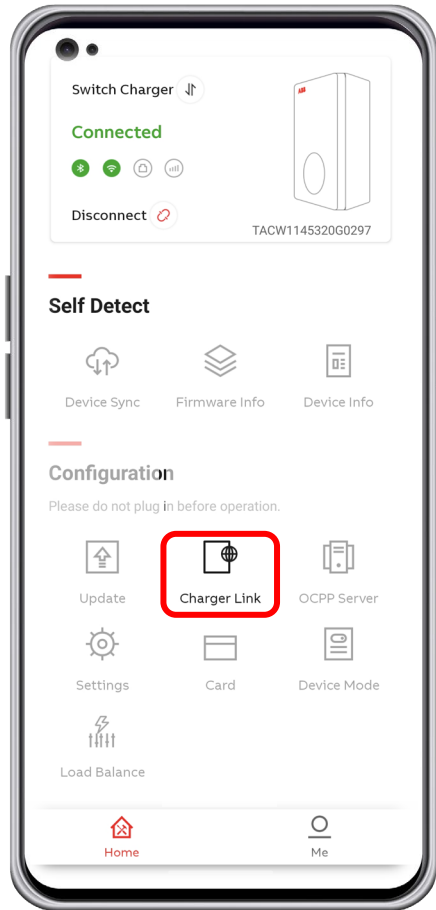 Switch Charger
ABB
Connected
Disconnect
TACW1145320G0297
Self Detect
Device Sync Firmware Info Device Info
Configuration
Please do not plug in before operation.
Update Charger Link OCPP Server
Settings Card Device Mode
Load Balance
Home Me